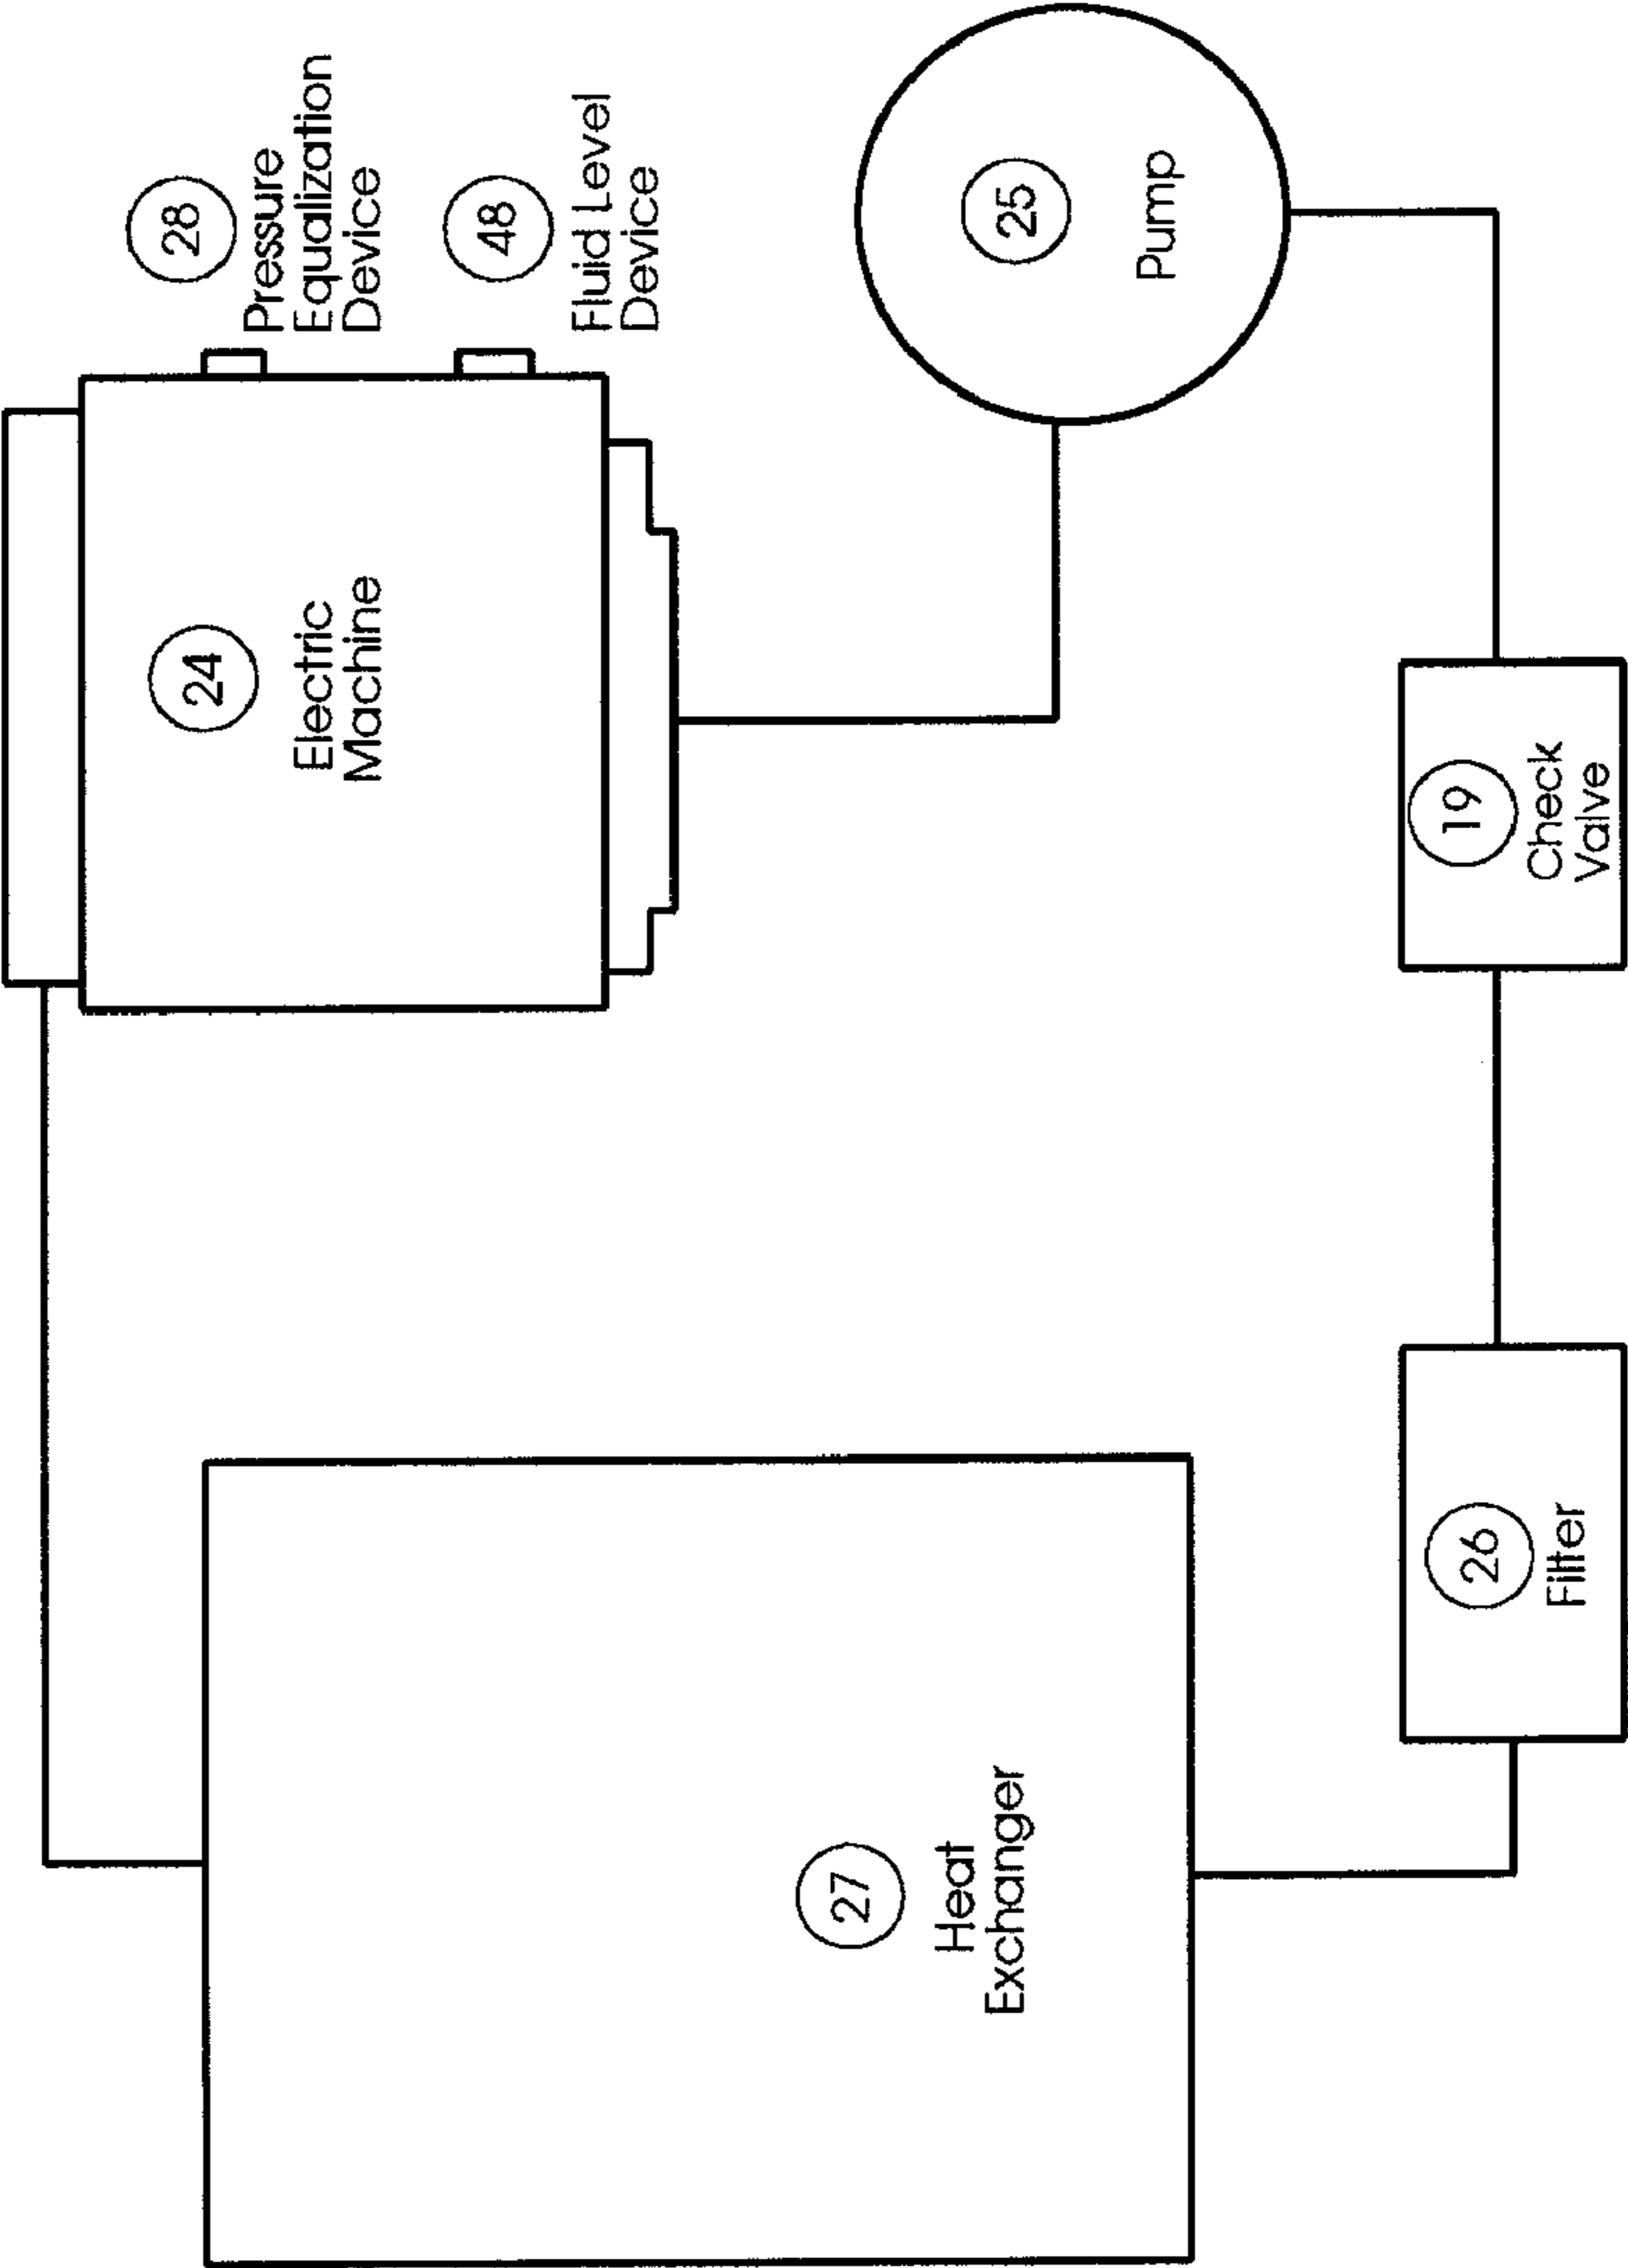 27
Heat
Exchanger
24
Electric
Machine
28
Pressure
Equalization
Device
48
Fluid Level
Device
26
Filter
19
Check
Valve
25
Pump